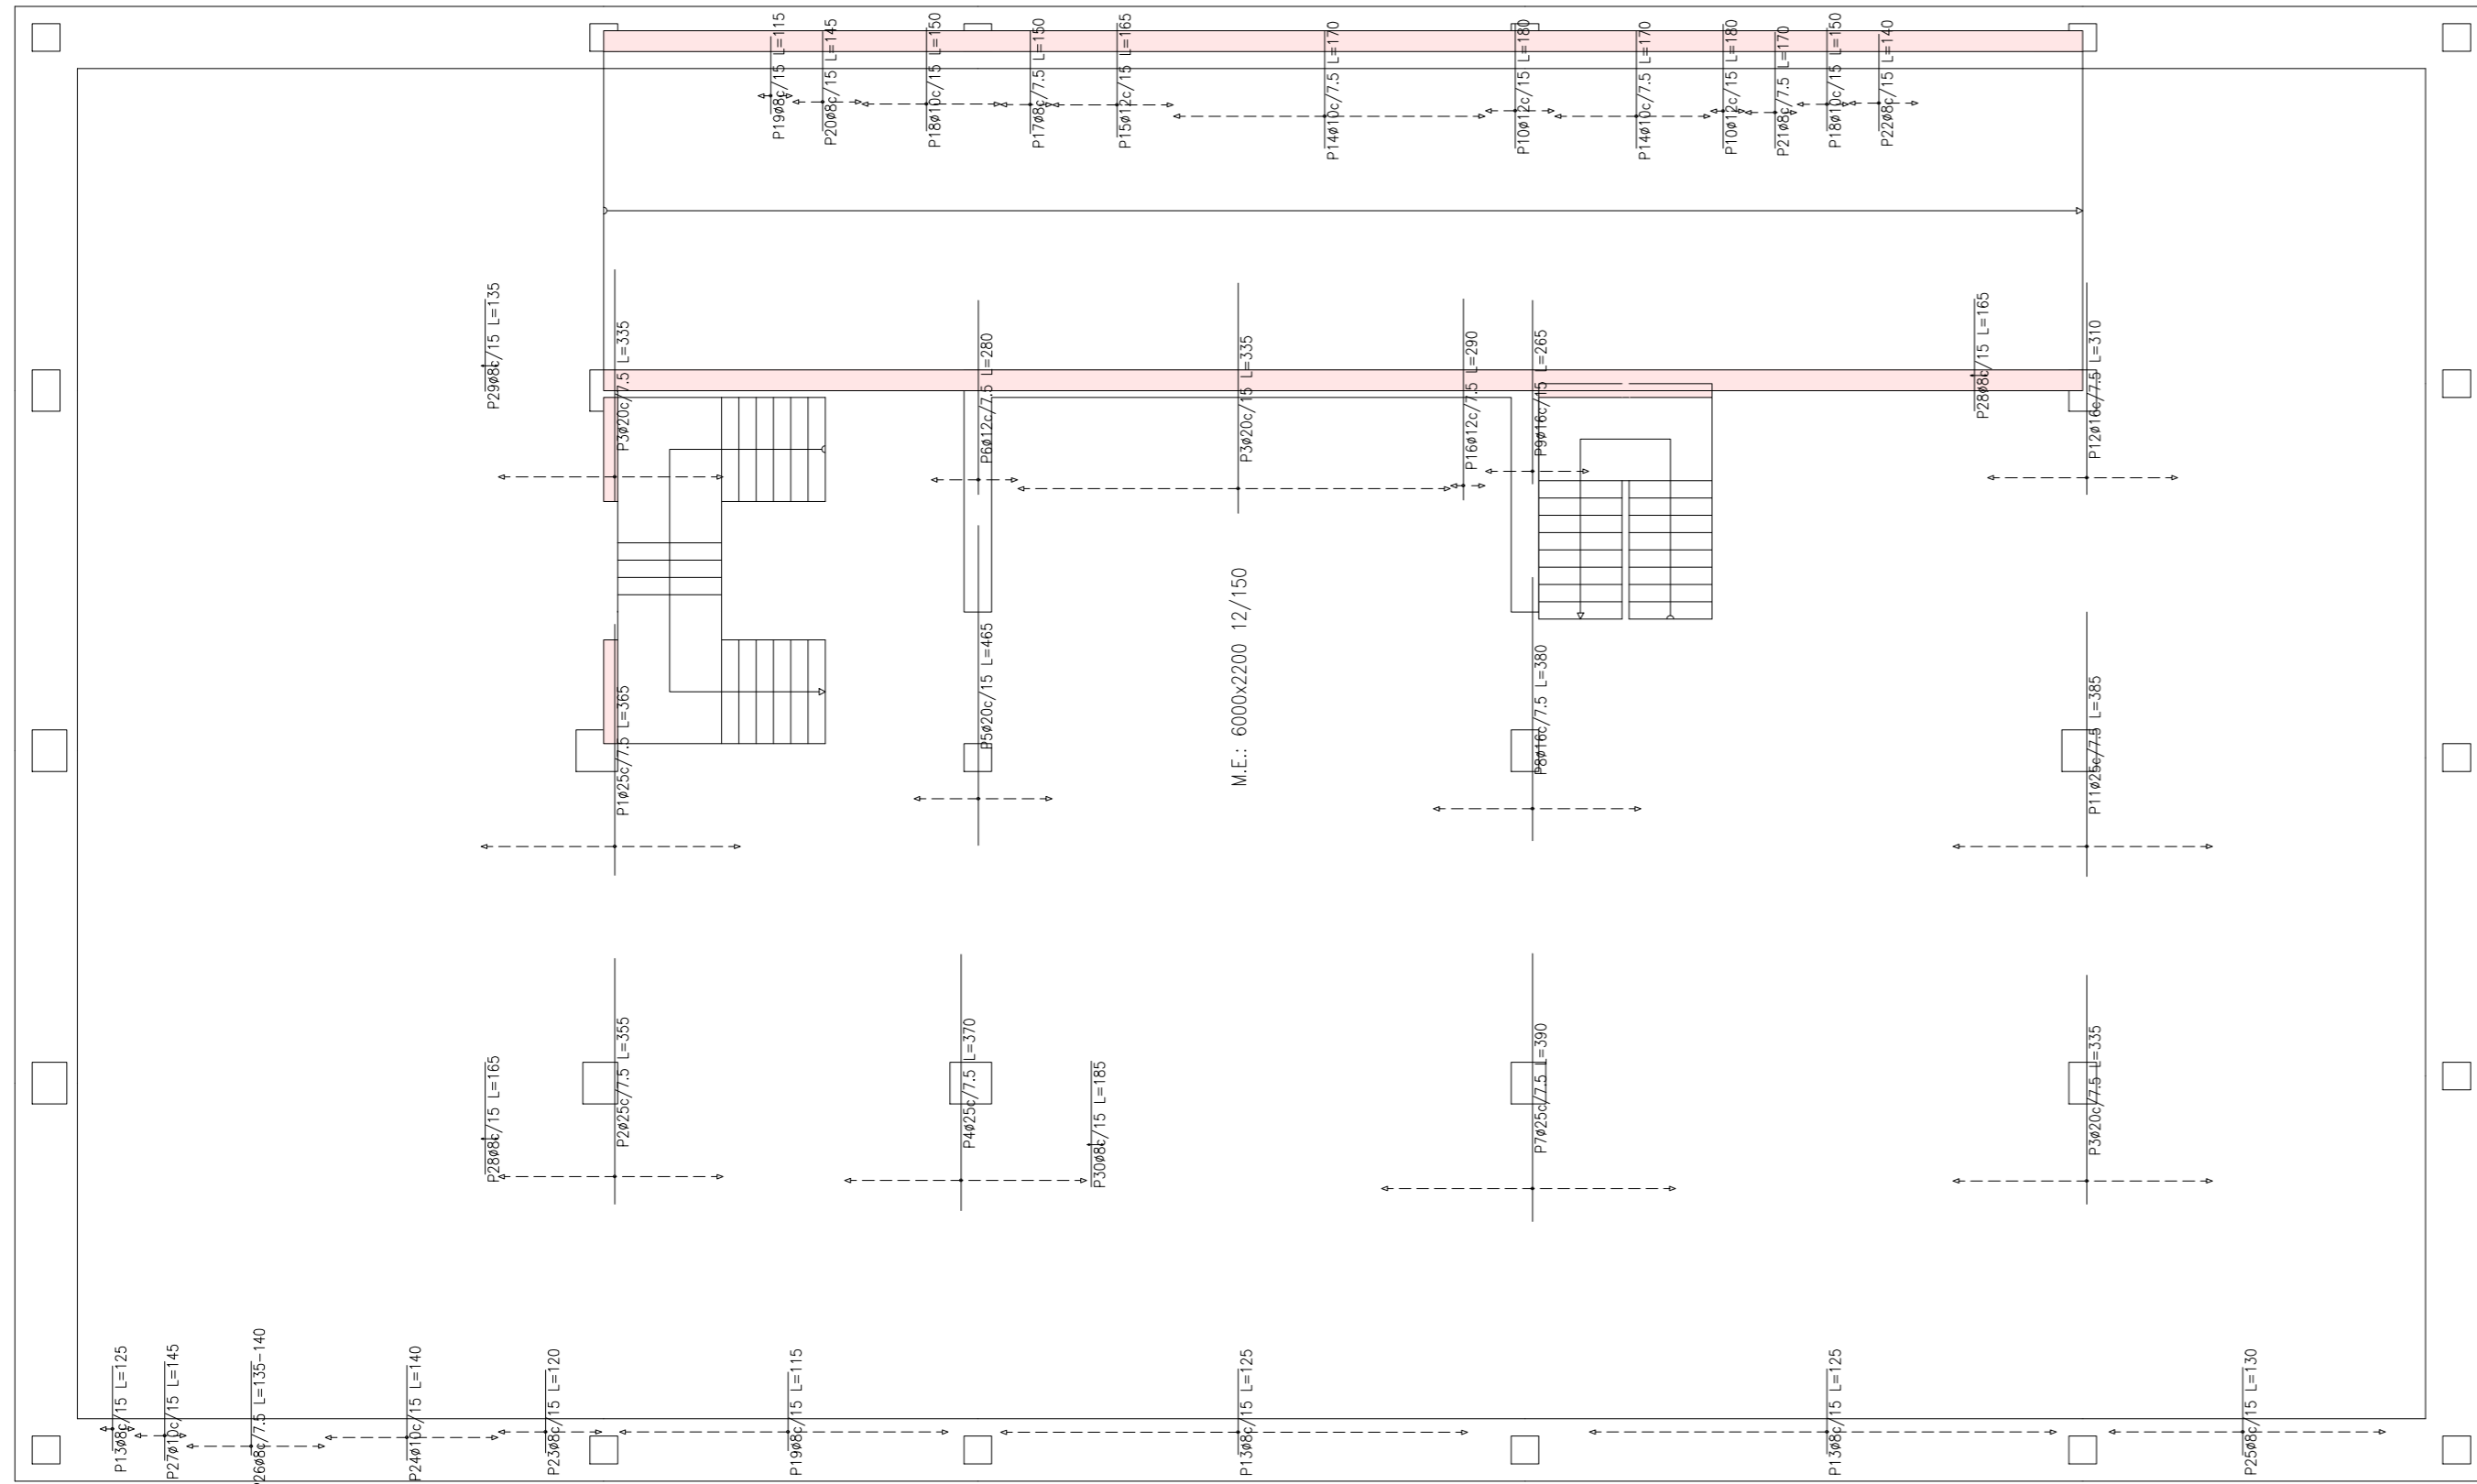 P19ø8c/15 L=115
P20ø8c/15 L=145
P18ø10c/15 L=150
P17ø8c/7.5 L=150
P15ø12c/15 L=165
P14ø10c/7.5 L=170
P10ø12c/15 L=180
P14ø10c/7.5 L=170
P10ø12c/15 L=180
P21ø8c/7.5 L=170
P18ø10c/15 L=150
P22ø8c/15 L=140
P29ø8c/15 L=135
P3ø20c/7.5 L=335
P6ø12c/7.5 L=280
P3ø20c/15 L=335
P16ø12c/7.5 L=290
P9ø16c/15 L=265
P28ø8c/15 L=165
P12ø16c/7.5 L=310
P1ø25c/7.5 L=365
P5ø20c/15 L=465
M.E.: 6000x2200 12/150
P8ø16c/7.5 L=380
P11ø25c/7.5 L=385
P28ø8c/15 L=165
P2ø25c/7.5 L=355
P4ø25c/7.5 L=370
P30ø8c/15 L=185
P7ø25c/7.5 L=390
P3ø20c/7.5 L=335
P13ø8c/15 L=125
P27ø10c/15 L=145
P26ø8c/7.5 L=135-140
P24ø10c/15 L=140
P23ø8c/15 L=120
P19ø8c/15 L=115
P13ø8c/15 L=125
P13ø8c/15 L=125
P25ø8c/15 L=130